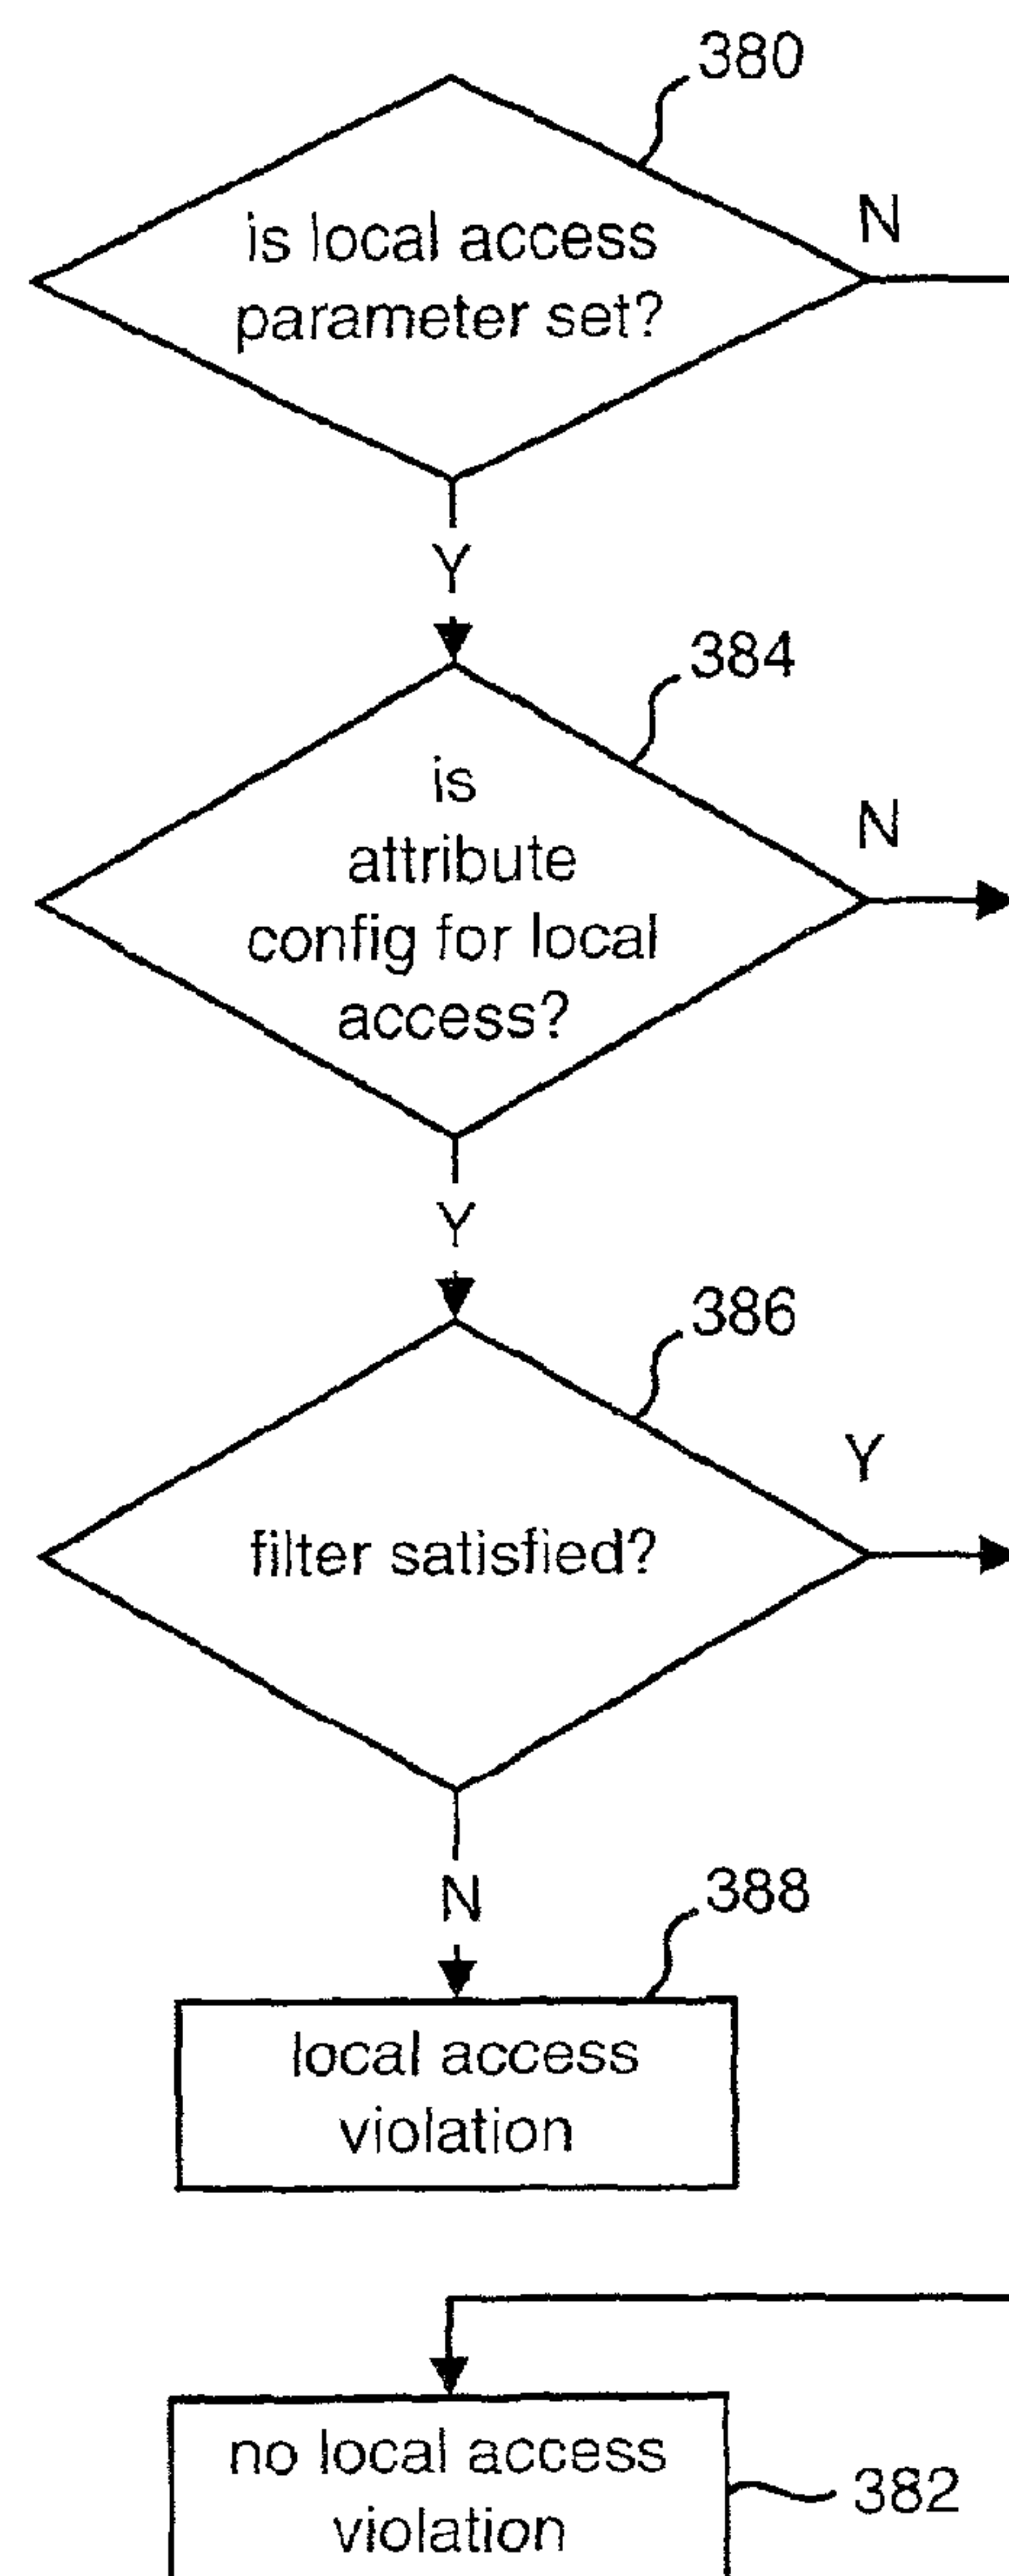 380
is local access
parameter set?
N
Y
384
is
attribute
config for local
access?
N
Y
386
filter satisfied?
Y
N
388
local access
violation
no local access
violation
382